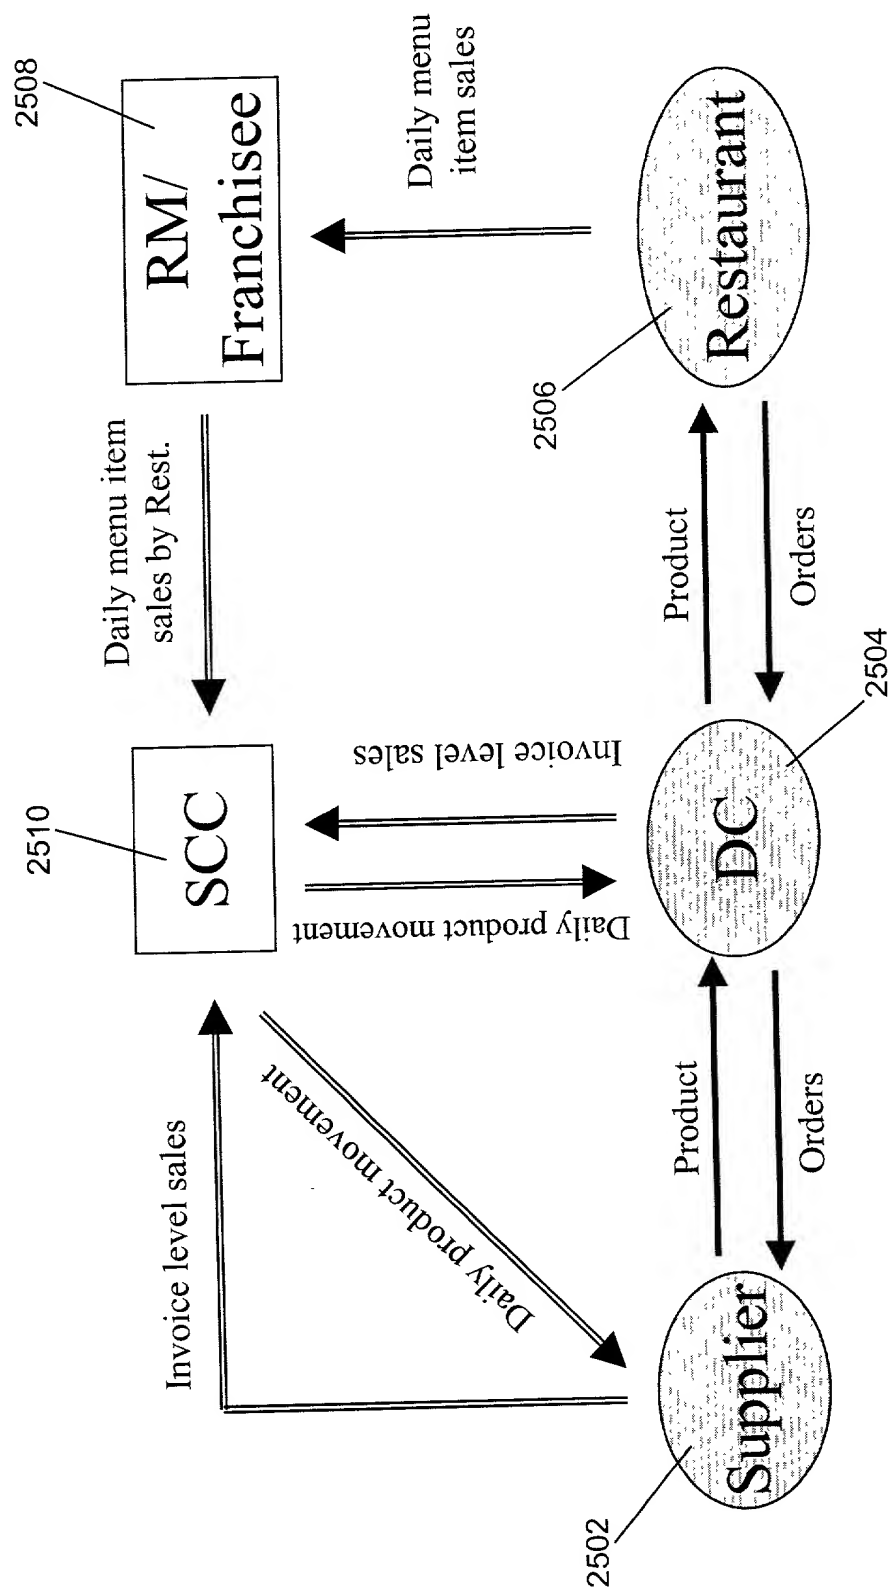 2510
2508
SCC
RM/
Franchisee
Invoice level sales
Daily menu item
sales by Rest.
Daily product movement
Daily product movement
Invoice level sales
Daily menu
item sales
2502
2506
Supplier
Product
Orders
DC
Product
Orders
Restaurant
2504